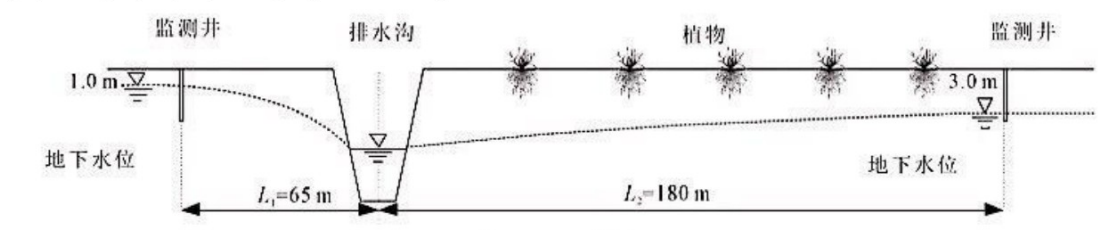 监测井
排水沟
植物
监测井
1.0 m
3.0 m
地下水位
地下水位
L₁=65 m
L₂=180 m